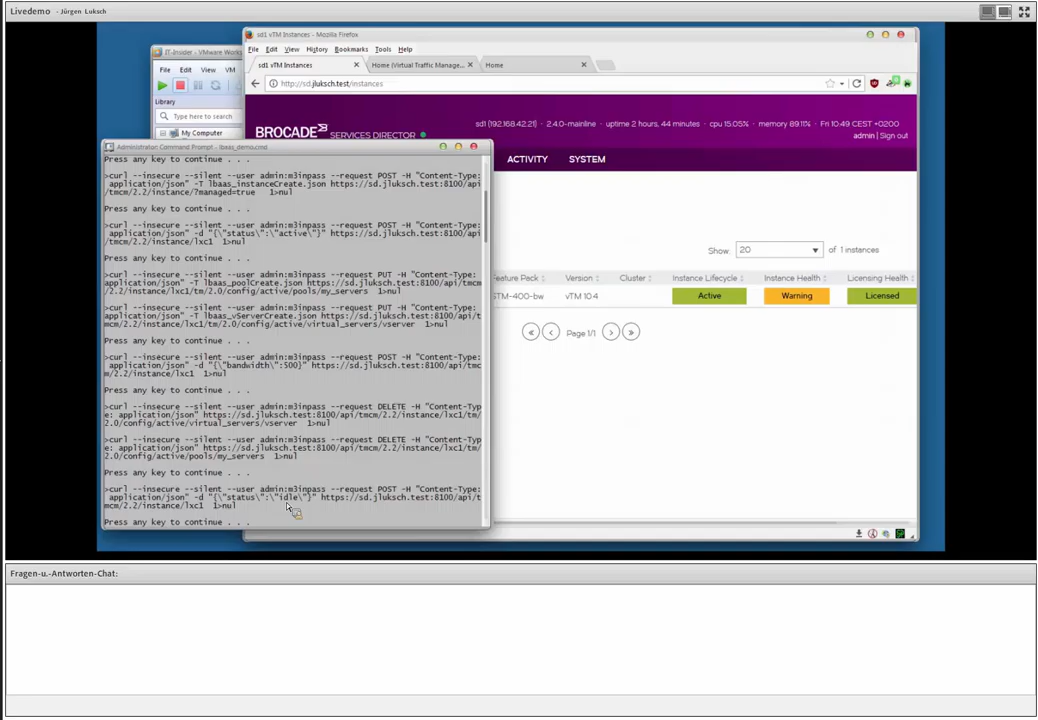 Livedemo - Jürgen Luksch
sd1 vTM Instances - Mozilla Firefox
IT-Insider - VMware Works
File Edit View History Bookmarks Tools Help
File Edit View VM
sd1 vTM Instances
Home (Virtual Traffic Manage...
Home
http://sd.jluksch.test/instances
Library
Type here to search
My Computer
BROCADE SERVICES DIRECTOR
sd1 (192.168.42.21) · 2.4.0-mainline · uptime 2 hours, 44 minutes · cpu 15.05% · memory 89.11% · Fri 10:49 CEST +0200
admin | Sign out
ACTIVITY SYSTEM
Show: 20 of 1 instances
Feature Pack Version Cluster Instance Lifecycle Instance Health Licensing Health
STM-400-bw vTM 10.4 Active Warning Licensed
Page 1/1
Administrator: Command Prompt - lbaas_demo.cmd
Press any key to continue . . .
>curl --insecure --silent --user admin:m3inpass --request POST -H "Content-Type:
application/json" -T lbaas_instanceCreate.json https://sd.jluksch.test:8100/api
/tmcm/2.2/instance/?managed=true 1>nul
Press any key to continue . . .
>curl --insecure --silent --user admin:m3inpass --request POST -H "Content-Type:
application/json" -d "{\"status\":\"active\"}" https://sd.jluksch.test:8100/api
/tmcm/2.2/instance/lxc1 1>nul
Press any key to continue . . .
>curl --insecure --silent --user admin:m3inpass --request PUT -H "Content-Type:
application/json" -T lbaas_poolCreate.json https://sd.jluksch.test:8100/api/tmcm
/2.2/instance/lxc1/tm/2.0/config/active/pools/my_servers 1>nul
>curl --insecure --silent --user admin:m3inpass --request PUT -H "Content-Type:
application/json" -T lbaas_vServerCreate.json https://sd.jluksch.test:8100/api/t
mcm/2.2/instance/lxc1/tm/2.0/config/active/virtual_servers/vserver 1>nul
Press any key to continue . . .
>curl --insecure --silent --user admin:m3inpass --request POST -H "Content-Type:
application/json" -d "{\"bandwidth\":500}" https://sd.jluksch.test:8100/api/tmc
m/2.2/instance/lxc1 1>nul
Press any key to continue . . .
>curl --insecure --silent --user admin:m3inpass --request DELETE -H "Content-Typ
e: application/json" https://sd.jluksch.test:8100/api/tmcm/2.2/instance/lxc1/tm/
2.0/config/active/virtual_servers/vserver 1>nul
>curl --insecure --silent --user admin:m3inpass --request DELETE -H "Content-Typ
e: application/json" https://sd.jluksch.test:8100/api/tmcm/2.2/instance/lxc1/tm/
2.0/config/active/pools/my_servers 1>nul
Press any key to continue . . .
>curl --insecure --silent --user admin:m3inpass --request POST -H "Content-Type:
application/json" -d "{\"status\":\"idle\"}" https://sd.jluksch.test:8100/api/t
mcm/2.2/instance/lxc1 1>nul
Press any key to continue . . .
Fragen-u.-Antworten-Chat: